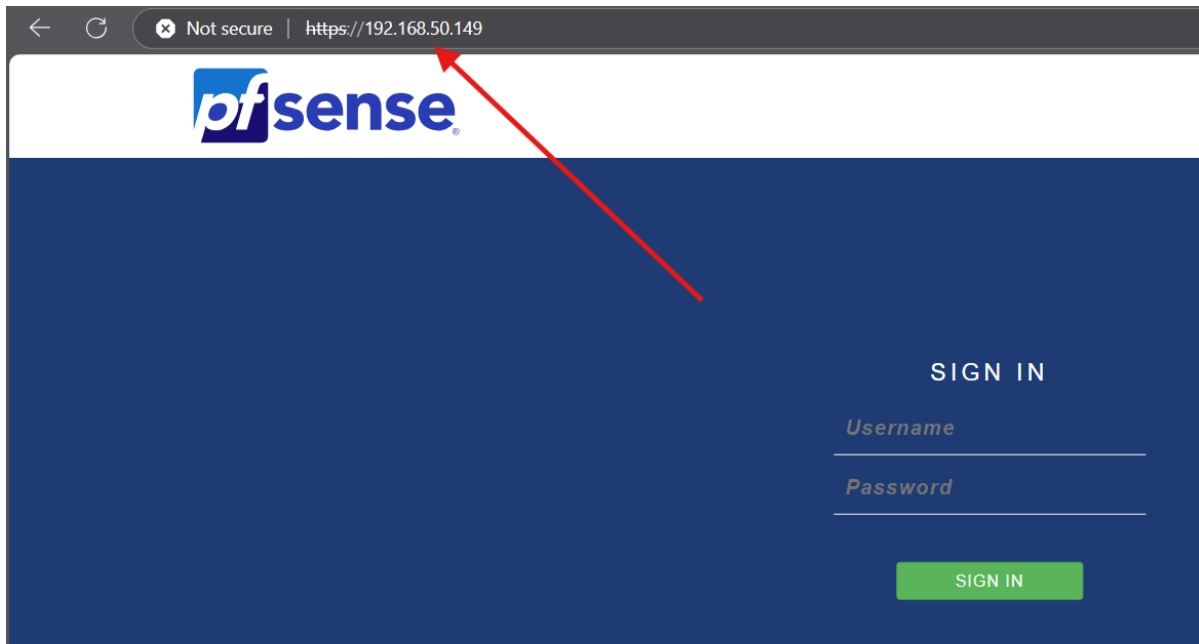 Not secure | https://192.168.50.149
pfsense®
SIGN IN
Username
Password
SIGN IN